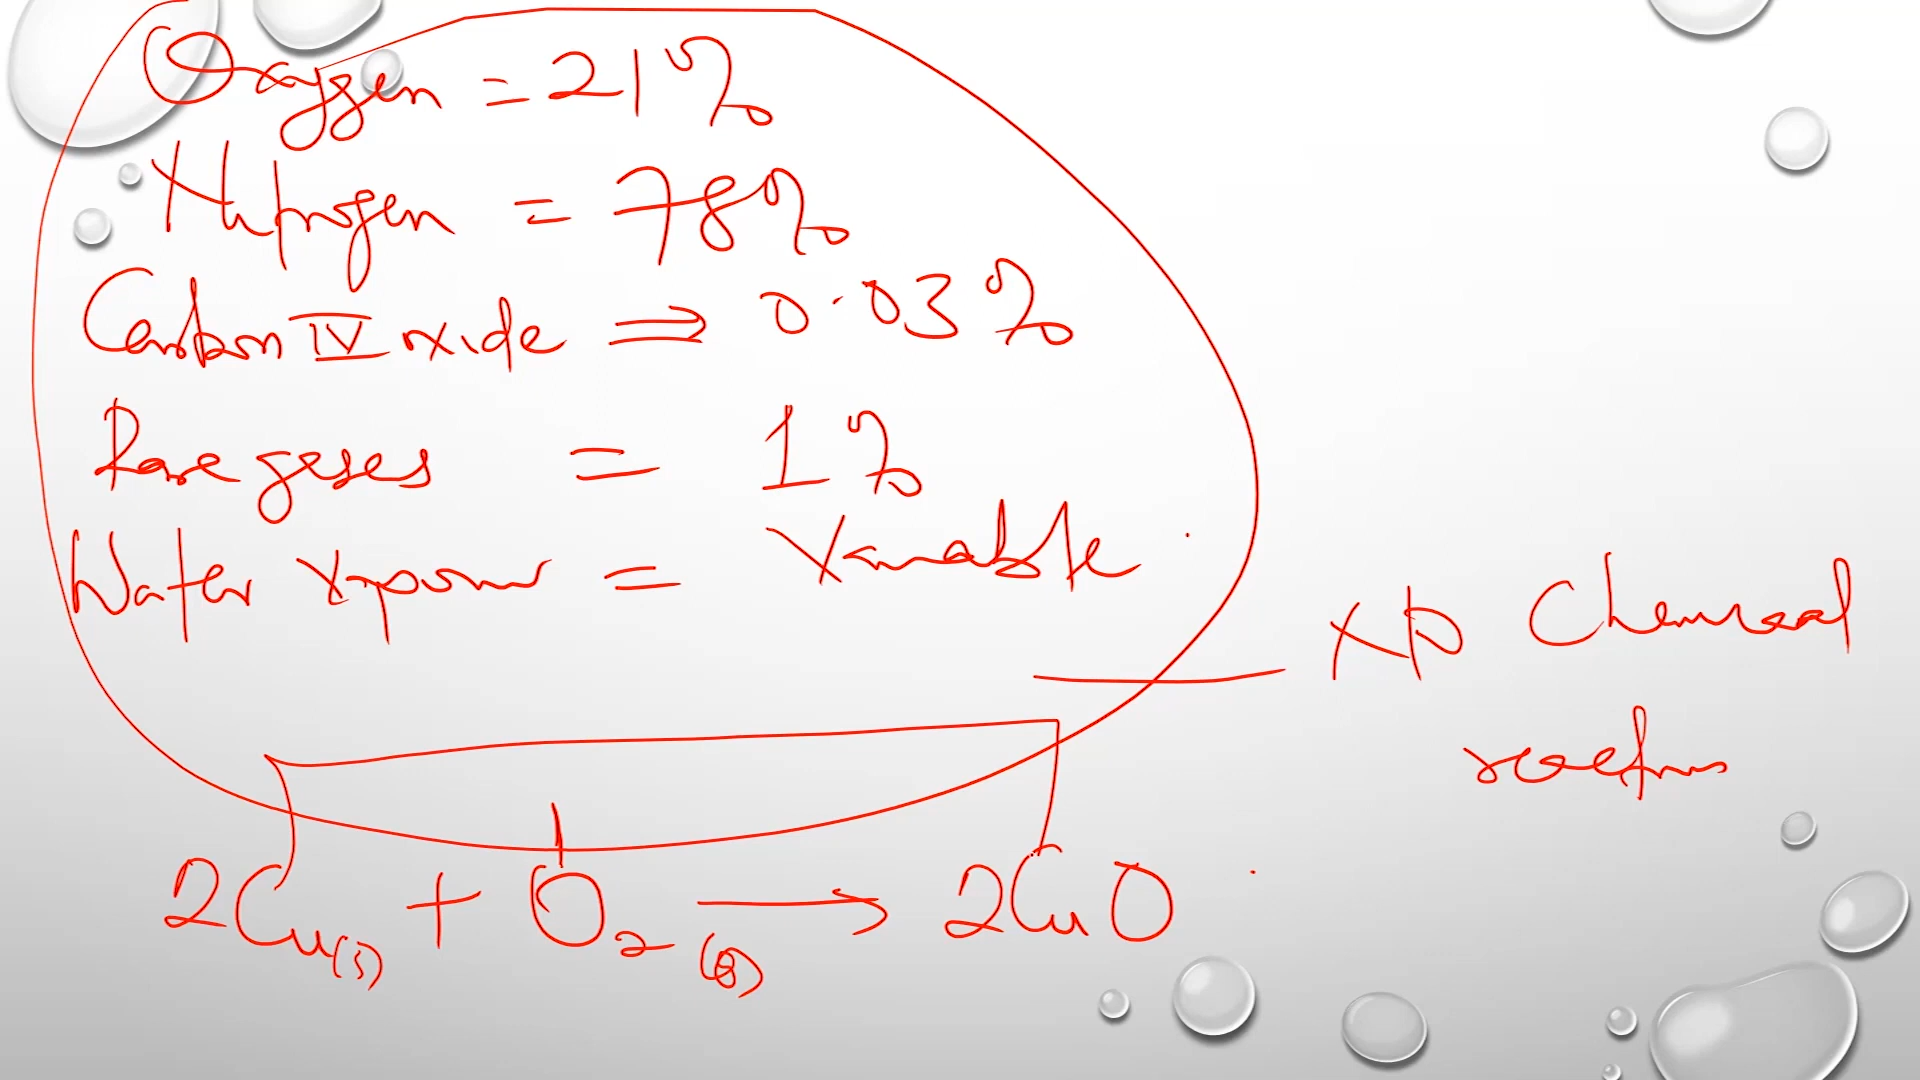 Oxygen = 21%
Nitrogen = 78%
Carbon IV oxide ⇒ 0.03%
Rare gases = 1%
Water vapour = Variable.
No Chemical
reactions
2Cu(s) + O2(g) → 2CuO